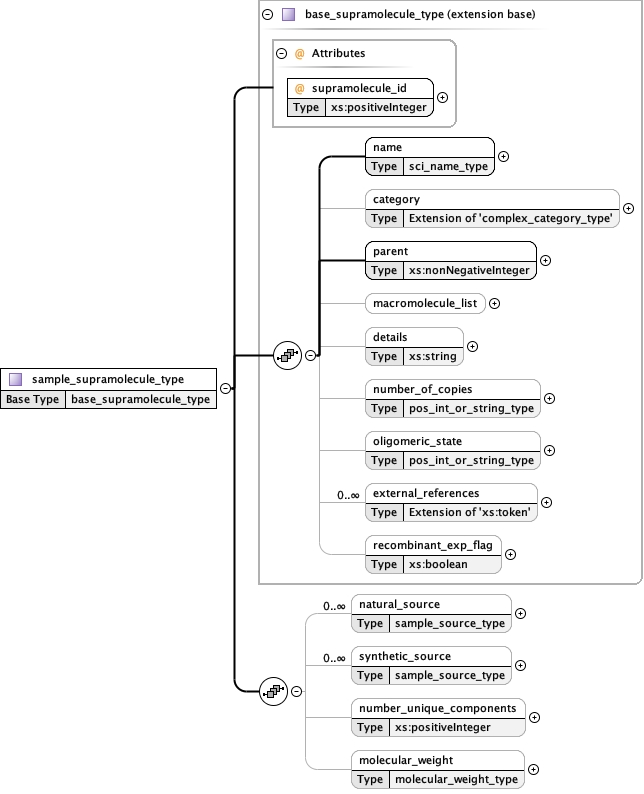 base_supramolecule_type (extension base)
@ Attributes
@ supramolecule_id
Type xs:positiveInteger
name
Type sci_name_type
category
Type Extension of 'complex_category_type'
parent
Type xs:nonNegativeInteger
macromolecule_list
details
Type xs:string
sample_supramolecule_type
Base Type base_supramolecule_type
number_of_copies
Type pos_int_or_string_type
oligomeric_state
Type pos_int_or_string_type
0..∞ external_references
Type Extension of 'xs:token'
recombinant_exp_flag
Type xs:boolean
0..∞ natural_source
Type sample_source_type
0..∞ synthetic_source
Type sample_source_type
number_unique_components
Type xs:positiveInteger
molecular_weight
Type molecular_weight_type